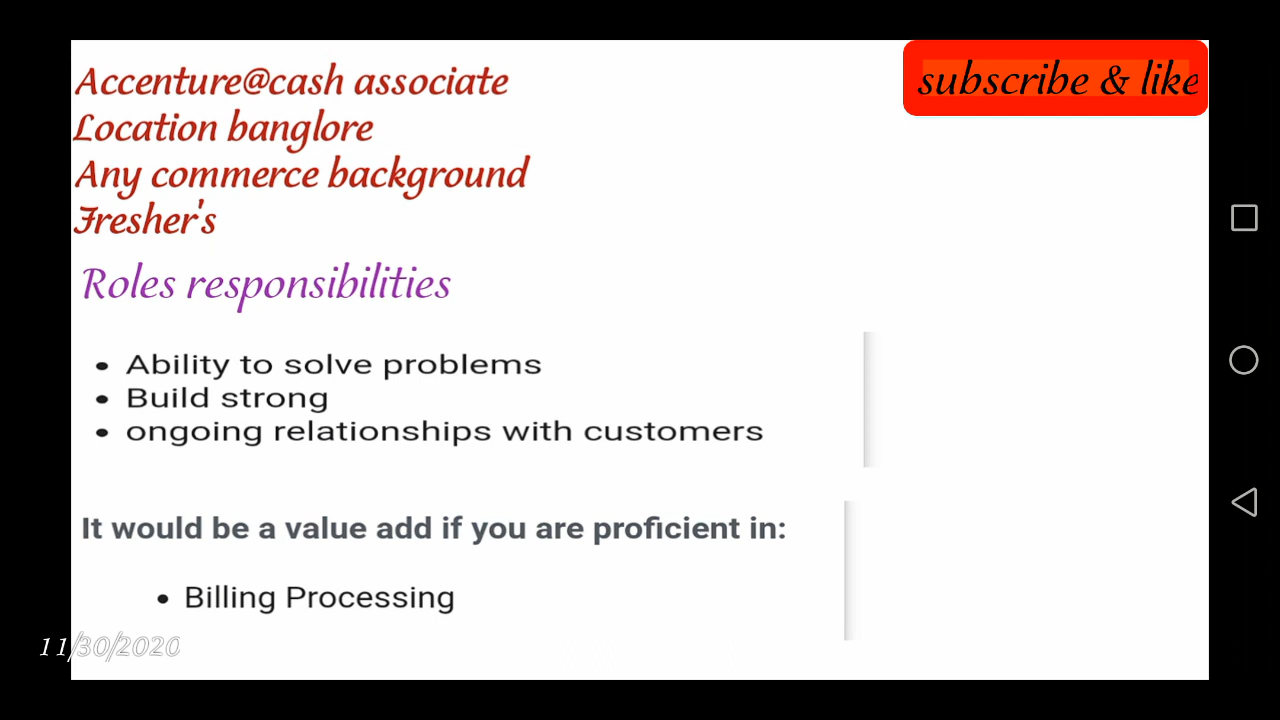 Accenture@cash associate
subscribe & like
Location banglore
Any commerce background
Fresher's
Roles responsibilities
• Ability to solve problems
• Build strong
• ongoing relationships with customers
It would be a value add if you are proficient in:
• Billing Processing
11/30/2020